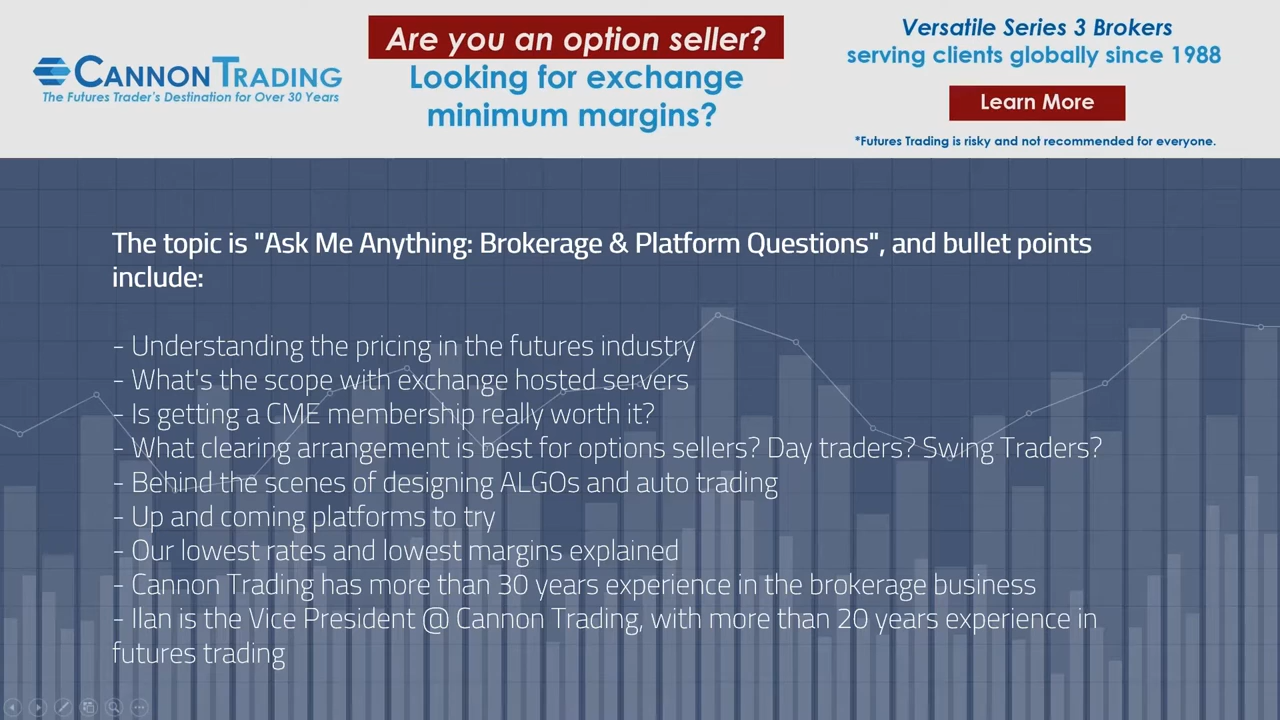 CANNON TRADING
The Futures Trader's Destination for Over 30 Years
Are you an option seller?
Looking for exchange
minimum margins?
Versatile Series 3 Brokers
serving clients globally since 1988
Learn More
*Futures Trading is risky and not recommended for everyone.
The topic is "Ask Me Anything: Brokerage & Platform Questions", and bullet points
include:
- Understanding the pricing in the futures industry
- What's the scope with exchange hosted servers
- Is getting a CME membership really worth it?
- What clearing arrangement is best for options sellers? Day traders? Swing Traders?
- Behind the scenes of designing ALGOs and auto trading
- Up and coming platforms to try
- Our lowest rates and lowest margins explained
- Cannon Trading has more than 30 years experience in the brokerage business
- Ilan is the Vice President @ Cannon Trading, with more than 20 years experience in
futures trading